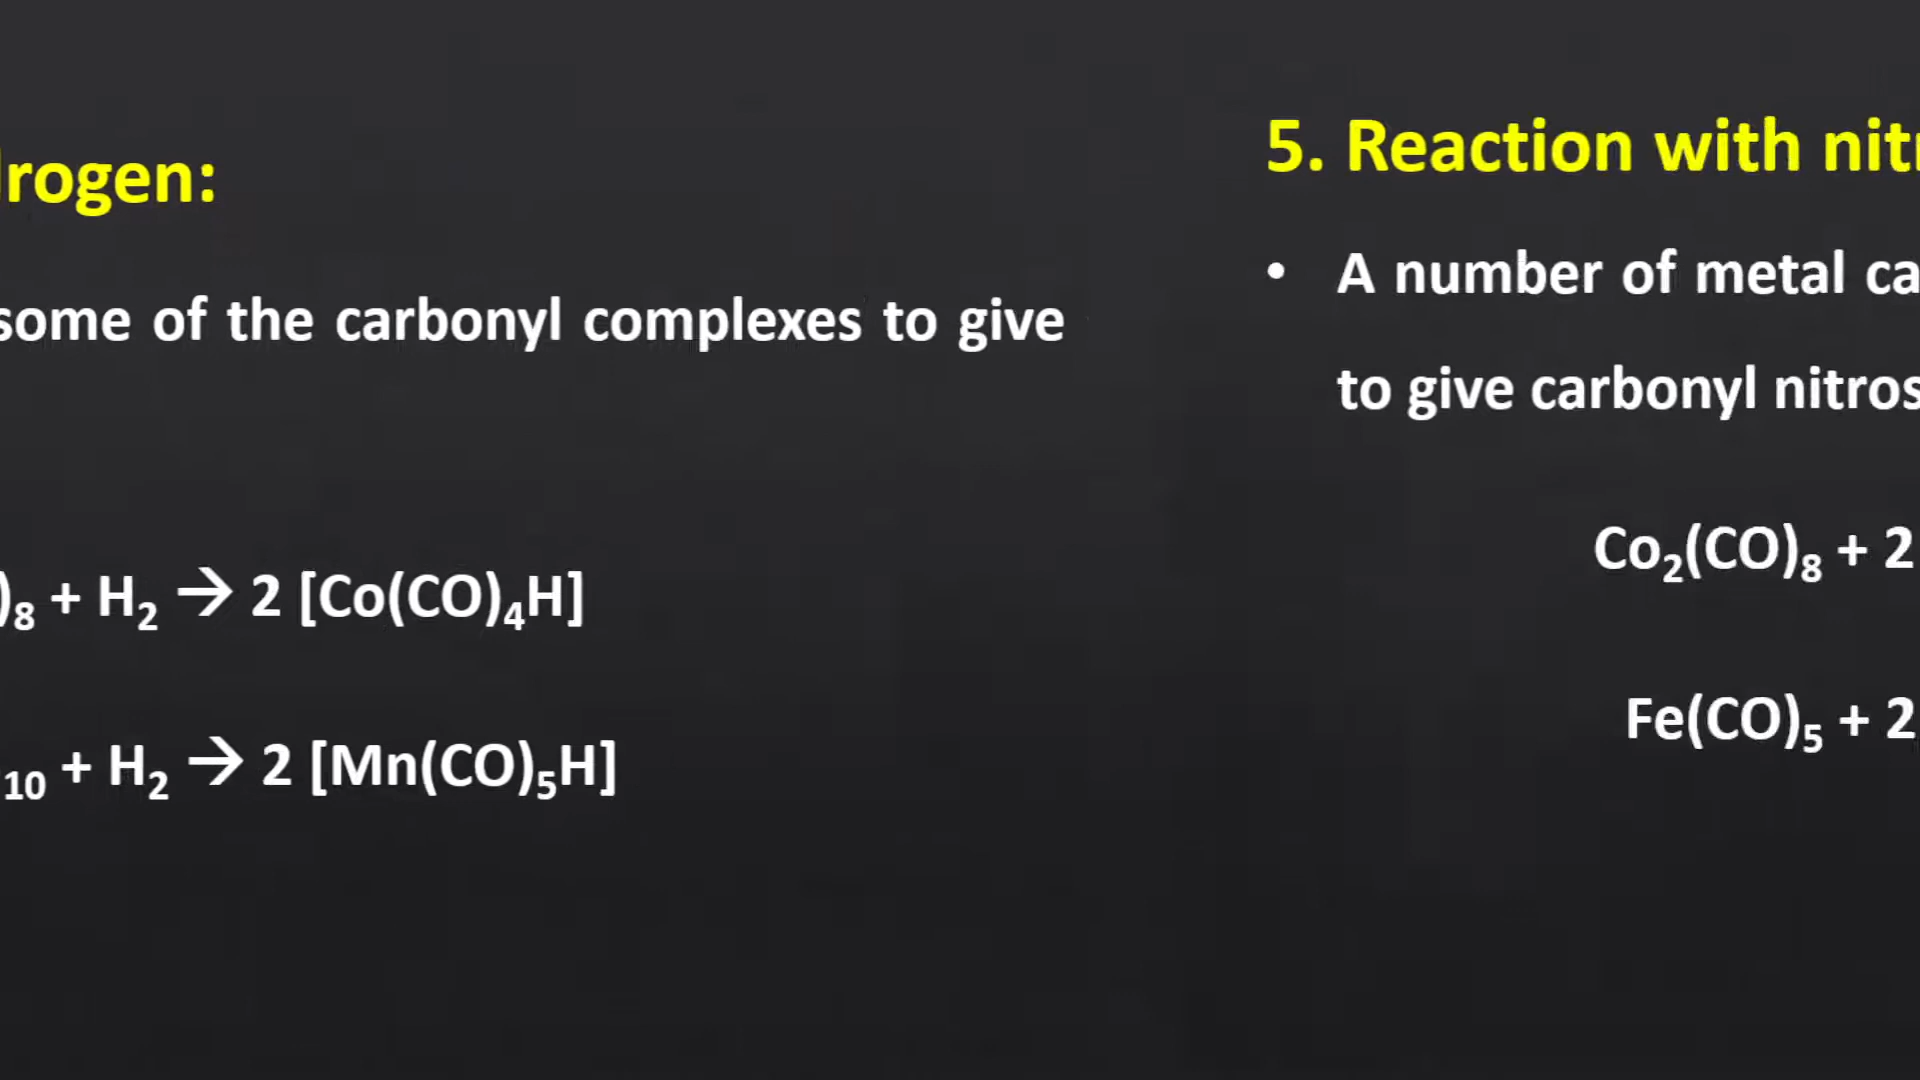 rogen:
some of the carbonyl complexes to give
)₈ + H₂ → 2 [Co(CO)₄H]
₁₀ + H₂ → 2 [Mn(CO)₅H]
5. Reaction with nit
• A number of metal ca
to give carbonyl nitros
Co₂(CO)₈ + 2
Fe(CO)₅ + 2